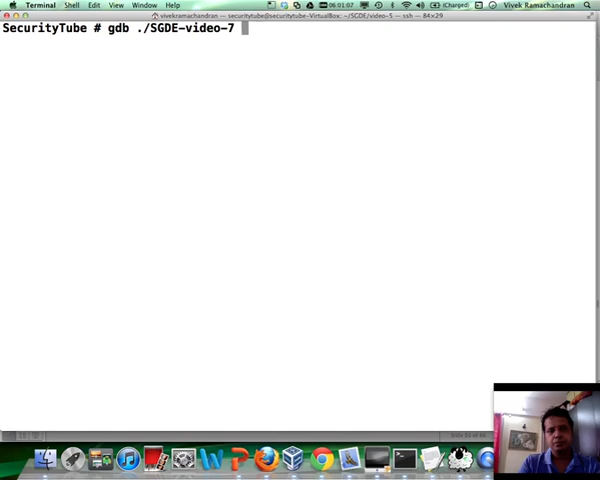 Terminal Shell Edit View Window Help 06:01:07 (Charged) Vivek Ramachandran
vivekramachandran — securitytube@securitytube-VirtualBox: ~/SGDE/video-5 — ssh — 84×29
SecurityTube # gdb ./SGDE-video-7